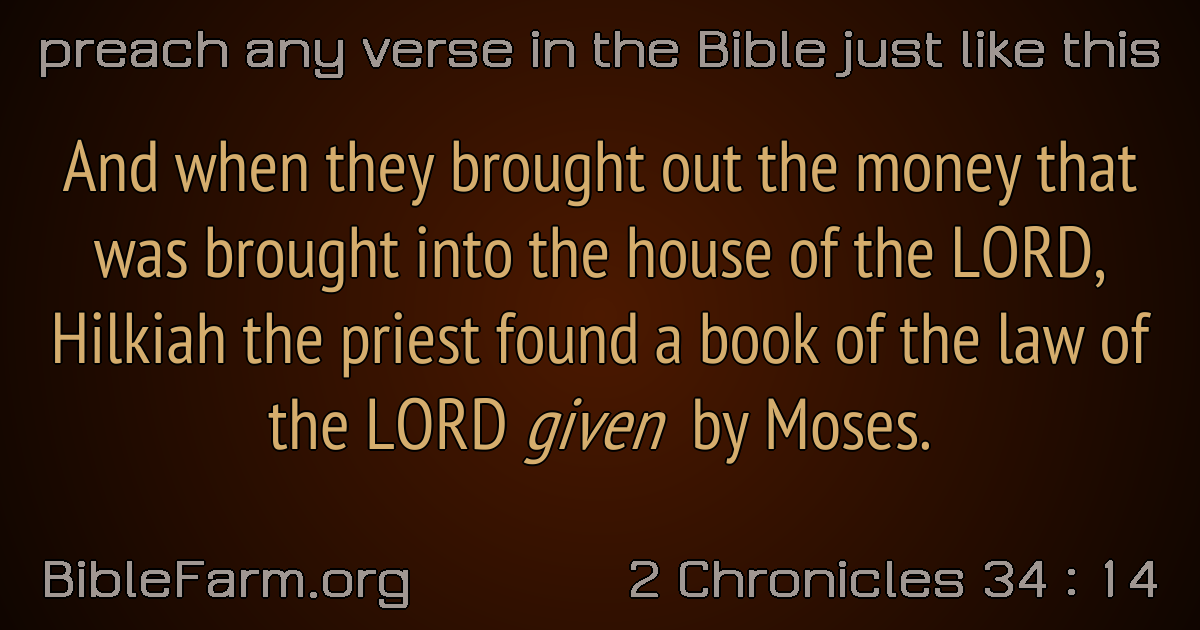 preach any verse in the Bible just like this
And when they brought out the money that
was brought into the house of the LORD,
Hilkiah the priest found a book of the law of
the LORD given by Moses.
BibleFarm.org
2 Chronicles 34 : 14